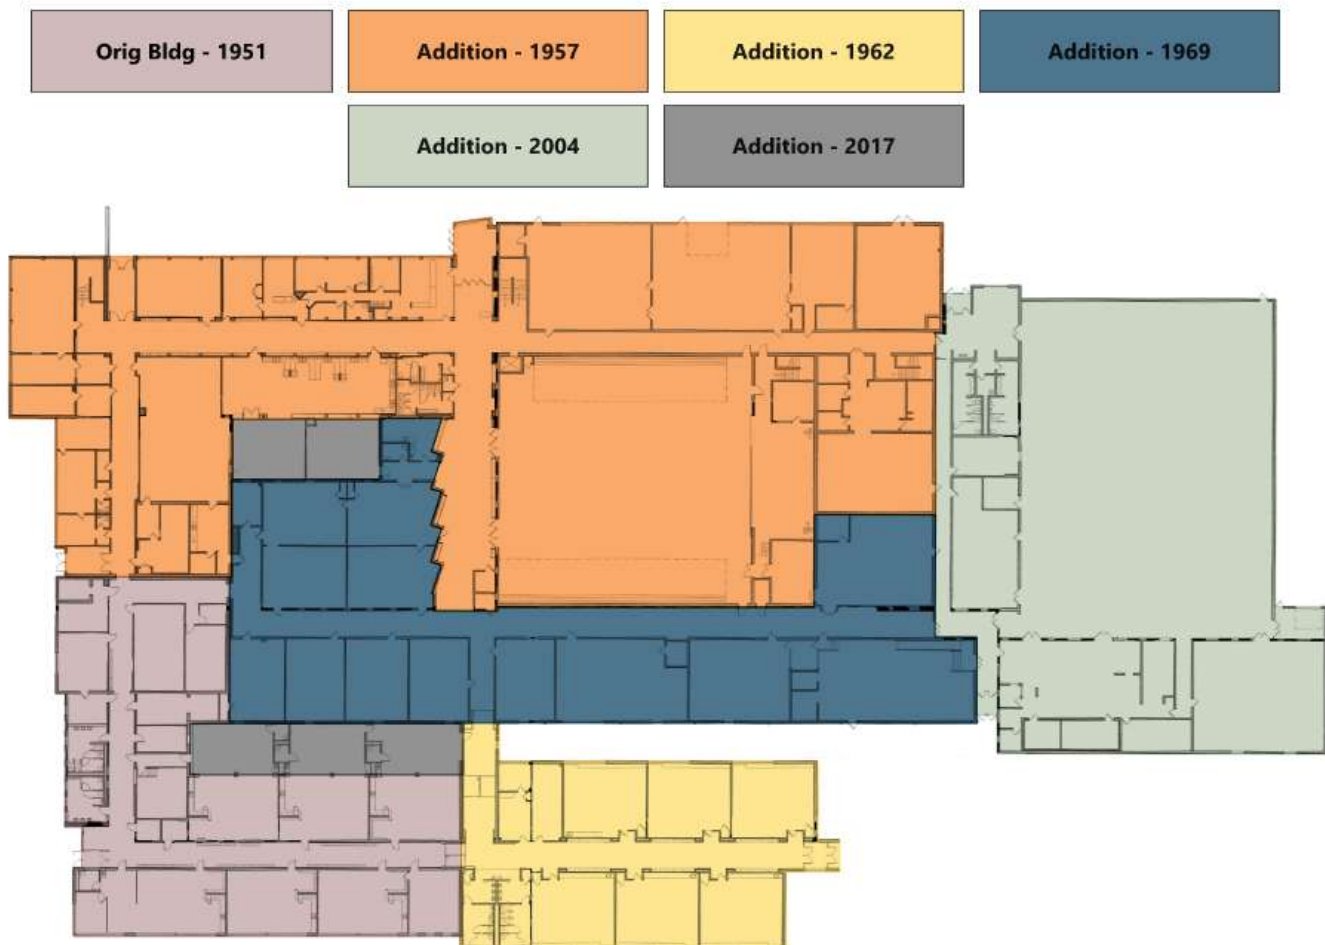 Orig Bldg - 1951
Addition - 1957
Addition - 1962
Addition - 1969
Addition - 2004
Addition - 2017